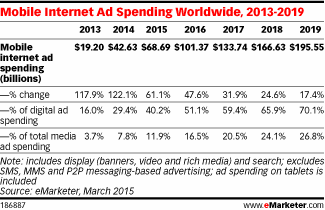 Mobile Internet Ad Spending Worldwide, 2013-2019
2013 2014 2015 2016 2017 2018 2019
Mobile $19.20 $42.63 $68.69 $101.37 $133.74 $166.63 $195.55
internet ad
spending
(billions)
—% change 117.9% 122.1% 61.1% 47.6% 31.9% 24.6% 17.4%
—% of digital ad 16.0% 29.4% 40.2% 51.1% 59.4% 65.9% 70.1%
spending
—% of total media 3.7% 7.8% 11.9% 16.5% 20.5% 24.1% 26.8%
ad spending
Note: includes display (banners, video and rich media) and search; excludes
SMS, MMS and P2P messaging-based advertising; ad spending on tablets is
included
Source: eMarketer, March 2015
186887 www.eMarketer.com